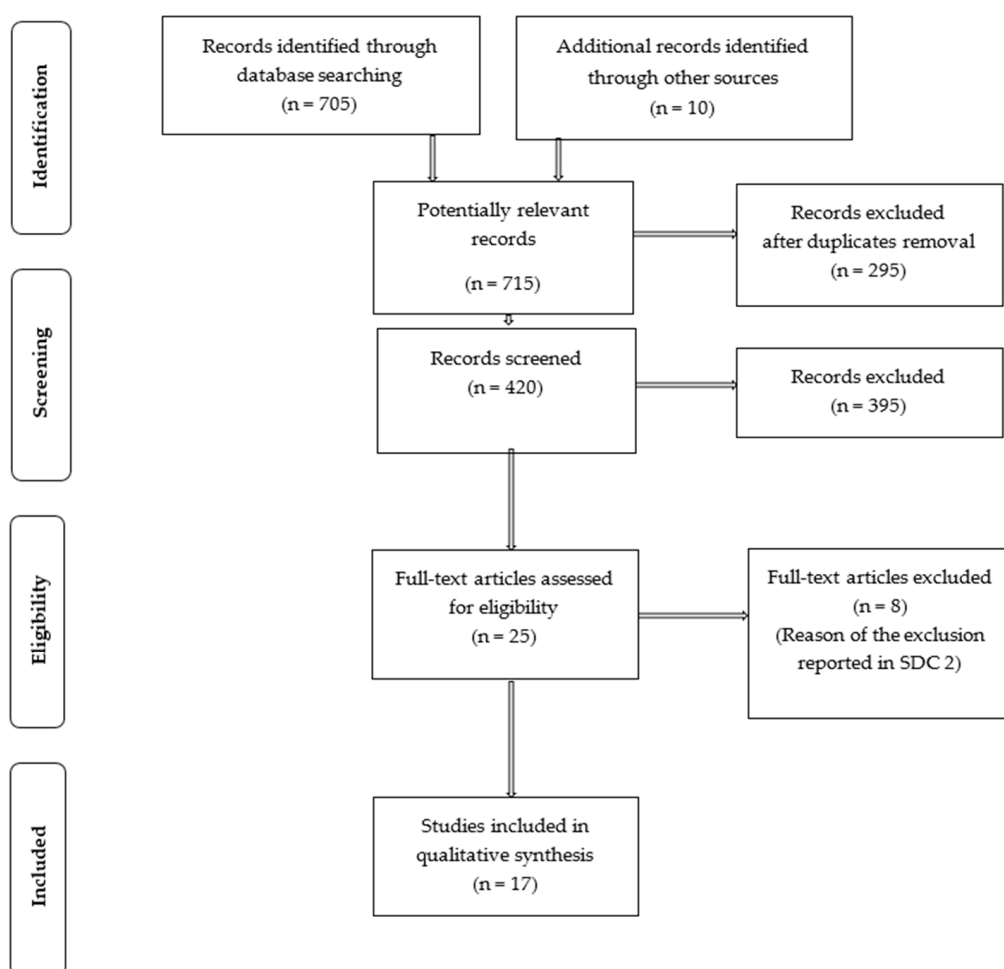 Identification
Records identified through
database searching
(n = 705)
Additional records identified
through other sources
(n = 10)
Potentially relevant
records
(n = 715)
Records excluded
after duplicates removal
(n = 295)
Screening
Records screened
(n = 420)
Records excluded
(n = 395)
Eligibility
Full-text articles assessed
for eligibility
(n = 25)
Full-text articles excluded
(n = 8)
(Reason of the exclusion
reported in SDC 2)
Included
Studies included in
qualitative synthesis
(n = 17)